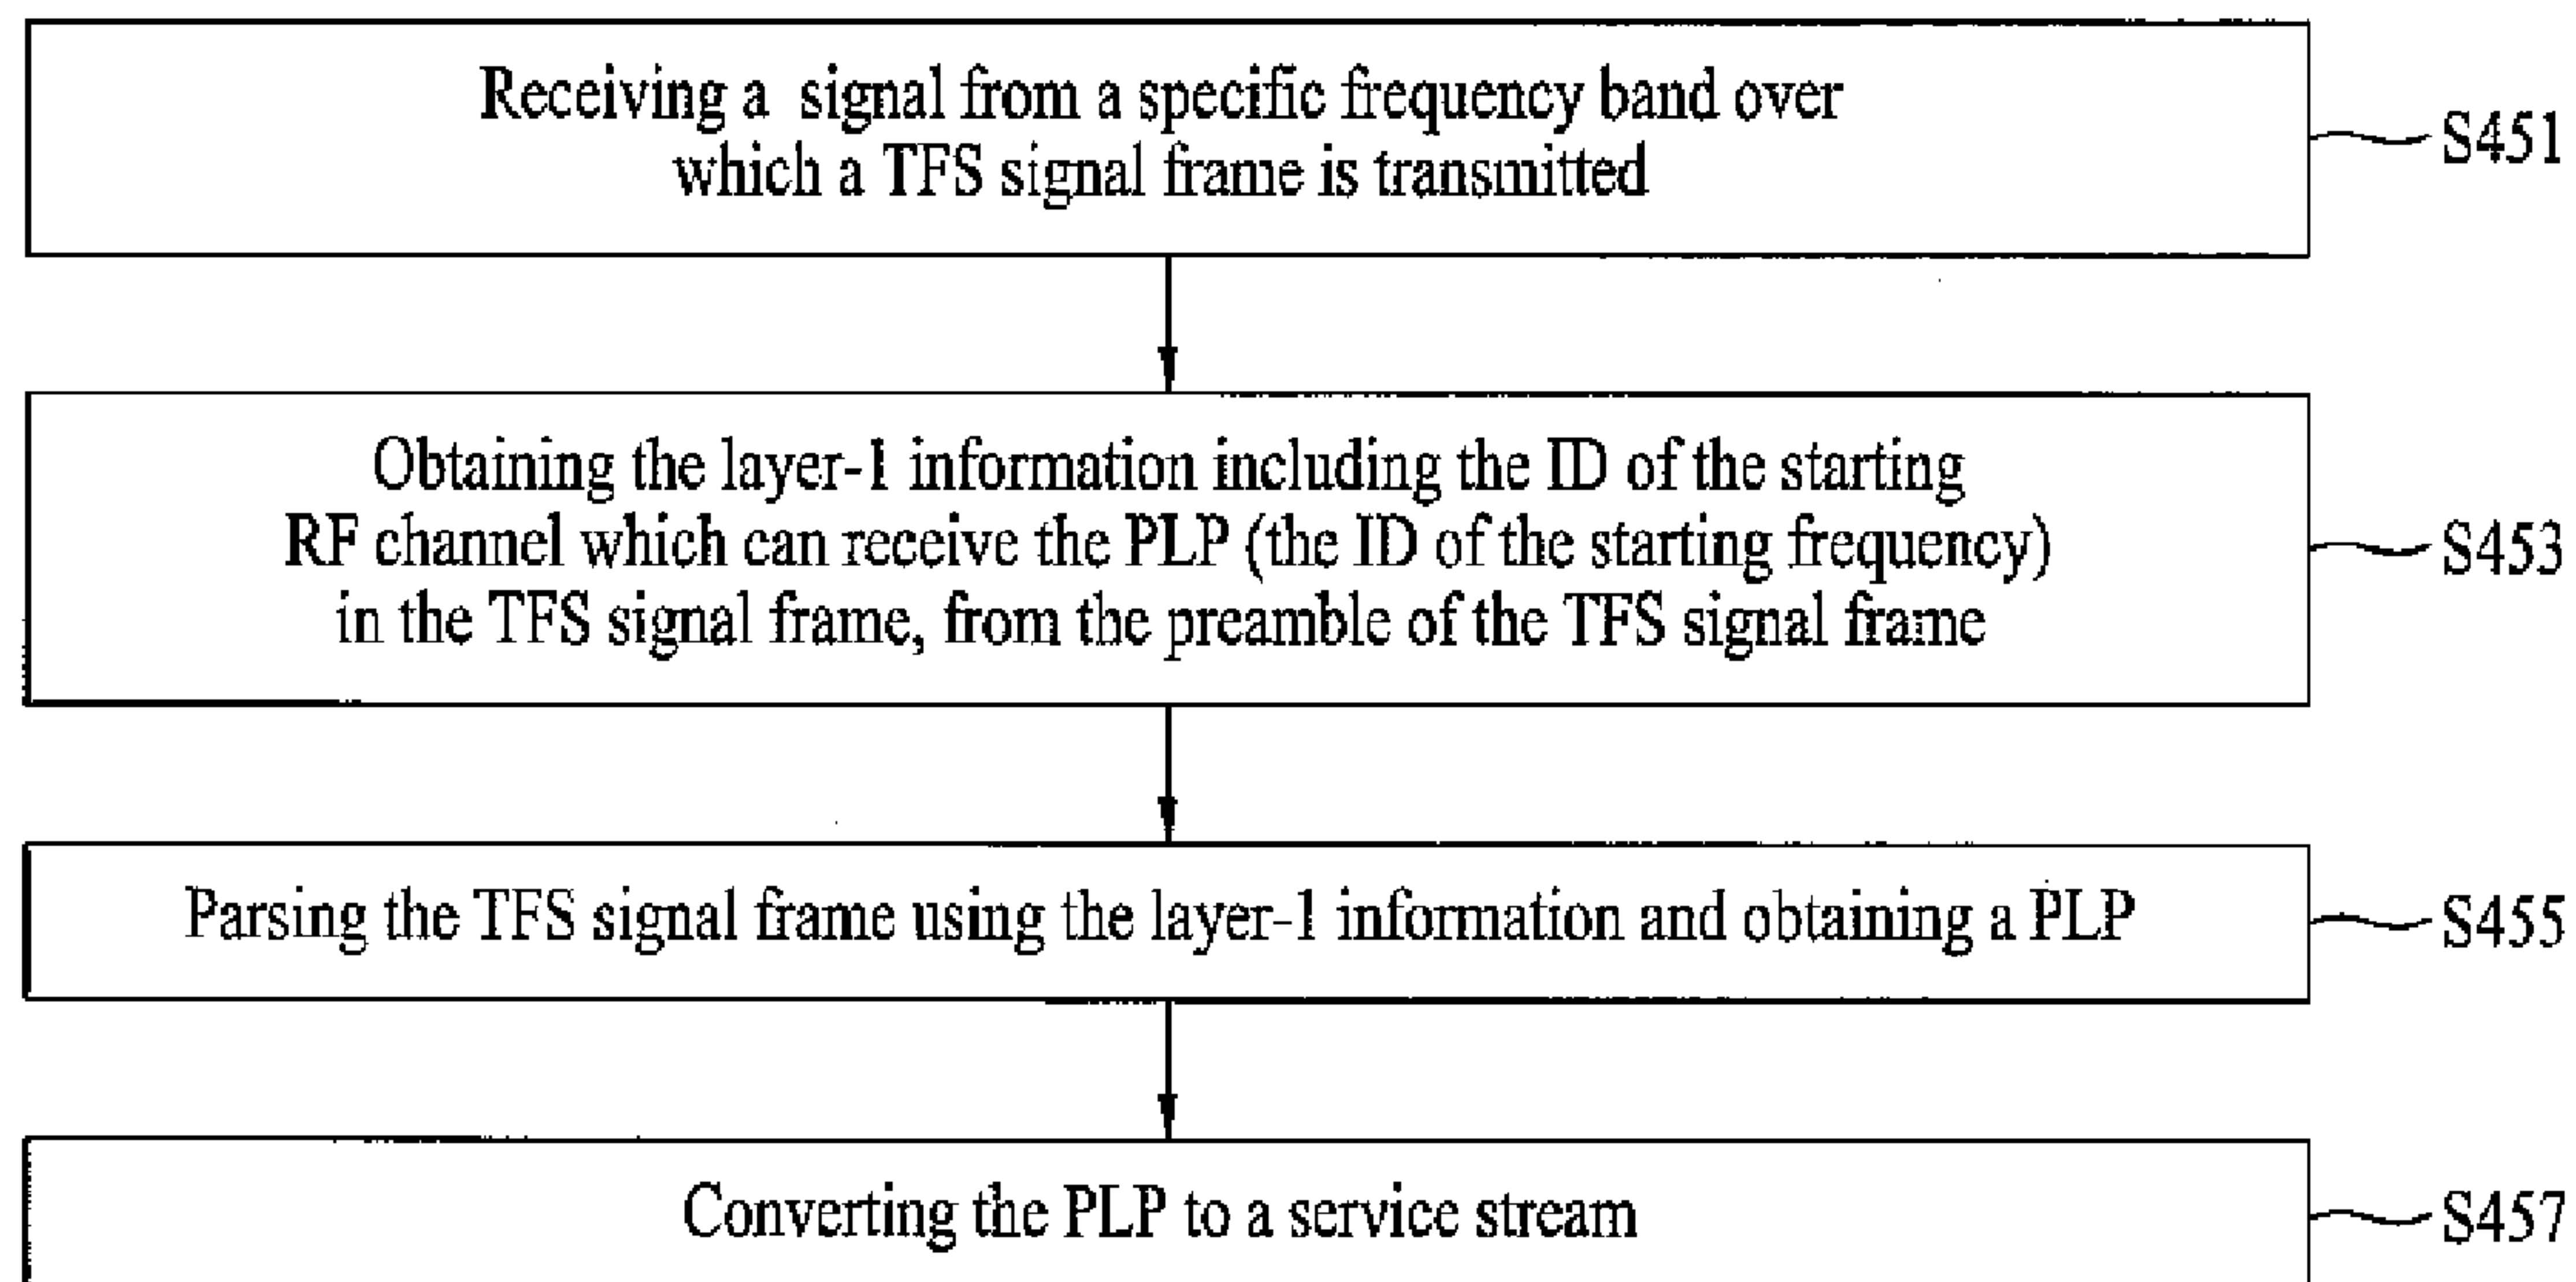 Receiving a signal from a specific frequency band over
which a TFS signal frame is transmitted
S451
Obtaining the layer-1 information including the ID of the starting
RF channel which can receive the PLP (the ID of the starting frequency)
in the TFS signal frame, from the preamble of the TFS signal frame
S453
Parsing the TFS signal frame using the layer-1 information and obtaining a PLP
S455
Converting the PLP to a service stream
S457